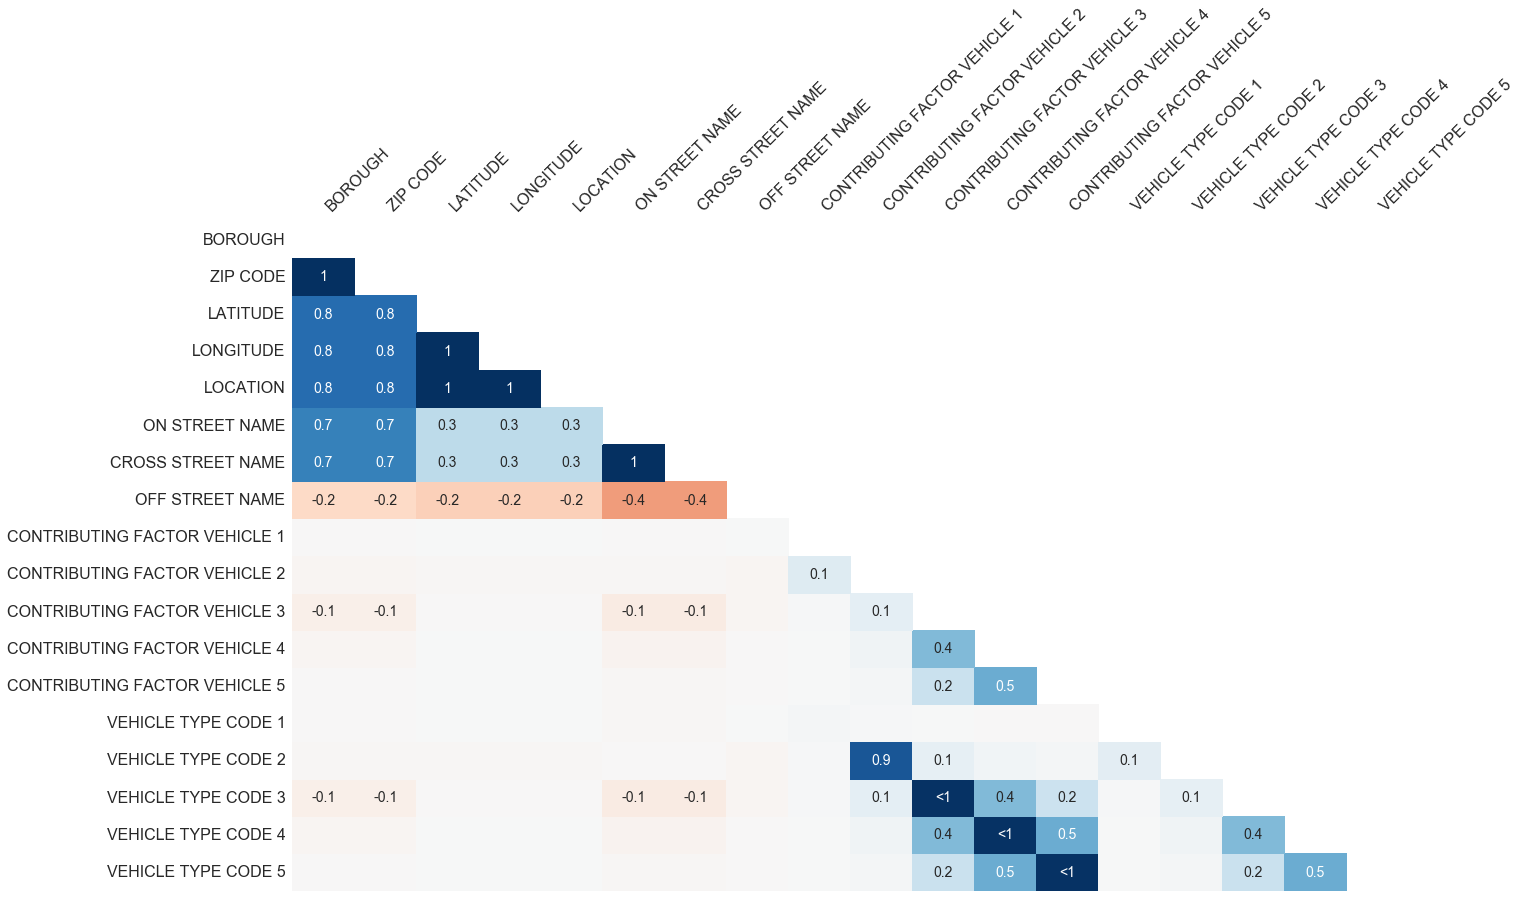 BOROUGH
ZIP CODE
LATITUDE
LONGITUDE
LOCATION
ON STREET NAME
CROSS STREET NAME
OFF STREET NAME
CONTRIBUTING FACTOR VEHICLE 1
CONTRIBUTING FACTOR VEHICLE 2
CONTRIBUTING FACTOR VEHICLE 3
CONTRIBUTING FACTOR VEHICLE 4
CONTRIBUTING FACTOR VEHICLE 5
VEHICLE TYPE CODE 1
VEHICLE TYPE CODE 2
VEHICLE TYPE CODE 3
VEHICLE TYPE CODE 4
VEHICLE TYPE CODE 5
BOROUGH
ZIP CODE 1
LATITUDE 0.8 0.8
LONGITUDE 0.8 0.8 1
LOCATION 0.8 0.8 1 1
ON STREET NAME 0.7 0.7 0.3 0.3 0.3
CROSS STREET NAME 0.7 0.7 0.3 0.3 0.3 1
OFF STREET NAME -0.2 -0.2 -0.2 -0.2 -0.2 -0.4 -0.4
CONTRIBUTING FACTOR VEHICLE 1
CONTRIBUTING FACTOR VEHICLE 2 0.1
CONTRIBUTING FACTOR VEHICLE 3 -0.1 -0.1 -0.1 -0.1 0.1
CONTRIBUTING FACTOR VEHICLE 4 0.4
CONTRIBUTING FACTOR VEHICLE 5 0.2 0.5
VEHICLE TYPE CODE 1
VEHICLE TYPE CODE 2 0.9 0.1 0.1
VEHICLE TYPE CODE 3 -0.1 -0.1 -0.1 -0.1 0.1 <1 0.4 0.2 0.1
VEHICLE TYPE CODE 4 0.4 <1 0.5 0.4
VEHICLE TYPE CODE 5 0.2 0.5 <1 0.2 0.5